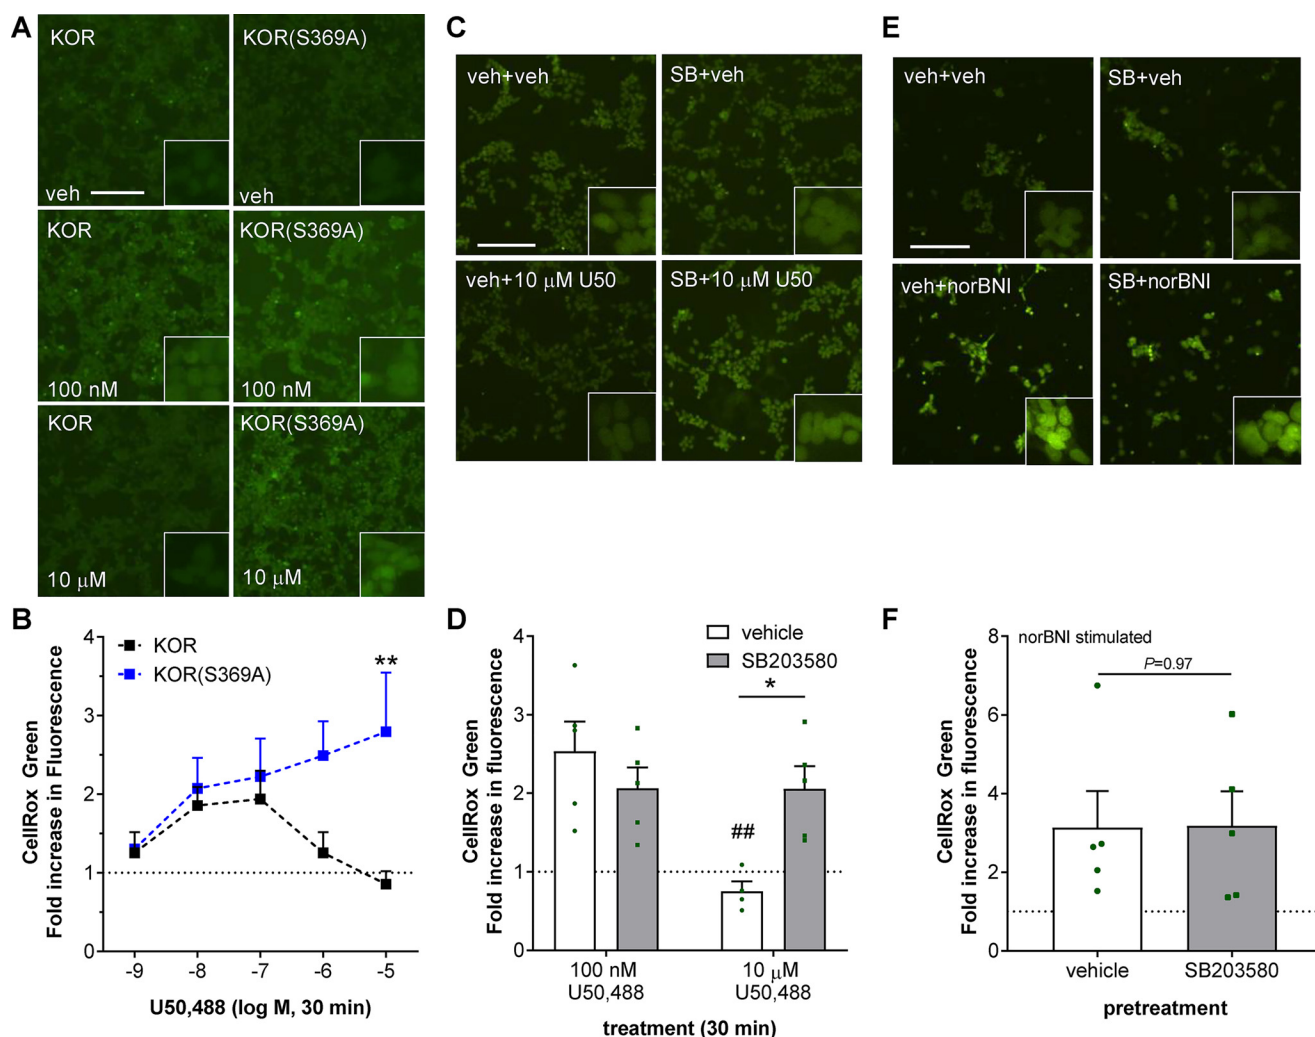 A
KOR
KOR(S369A)
veh
veh
KOR
KOR(S369A)
100 nM
100 nM
KOR
KOR(S369A)
10 μM
10 μM
B
4
3
2
1
0
CellRox Green
Fold increase in Fluorescence
KOR
KOR(S369A)
**
-9 -8 -7 -6 -5
U50,488 (log M, 30 min)
C
veh+veh
SB+veh
veh+10 μM U50
SB+10 μM U50
D
4
3
2
1
0
CellRox Green
Fold increase in fluorescence
vehicle
SB203580
*
##
100 nM
U50,488
10 μM
U50,488
treatment (30 min)
E
veh+veh
SB+veh
veh+norBNI
SB+norBNI
F
8
6
4
2
0
CellRox Green
Fold increase in fluorescence
norBNI stimulated
P=0.97
vehicle
SB203580
pretreatment